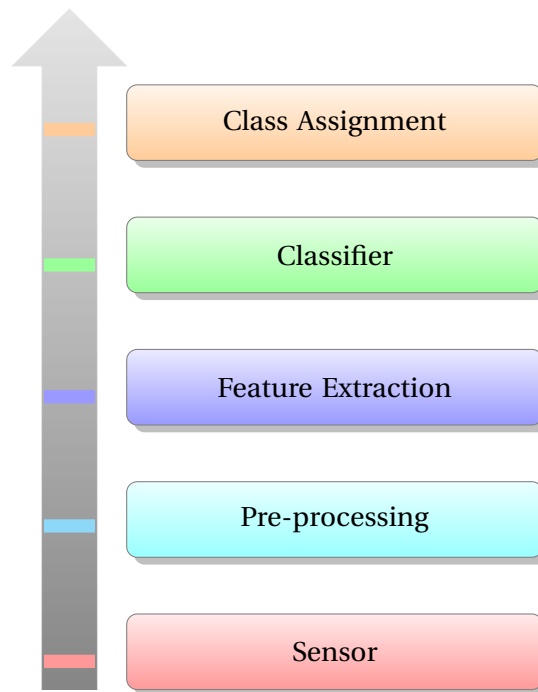 Class Assignment
Classifier
Feature Extraction
Pre-processing
Sensor